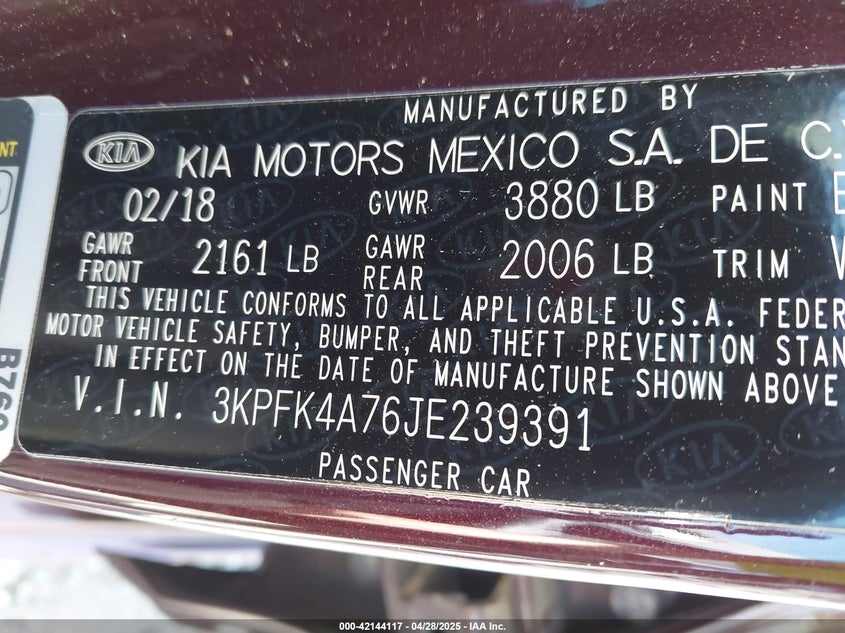 MANUFACTURED BY
KIA KIA MOTORS MEXICO S.A. DE C.
02/18 GVWR 3880 LB PAINT
GAWR FRONT 2161 LB GAWR REAR 2006 LB TRIM
THIS VEHICLE CONFORMS TO ALL APPLICABLE U.S.A. FEDER
MOTOR VEHICLE SAFETY, BUMPER, AND THEFT PREVENTION STAN
IN EFFECT ON THE DATE OF MANUFACTURE SHOWN ABOVE
V.I.N. 3KPFK4A76JE239391
PASSENGER CAR
000-42144117 - 04/28/2025 - IAA Inc.